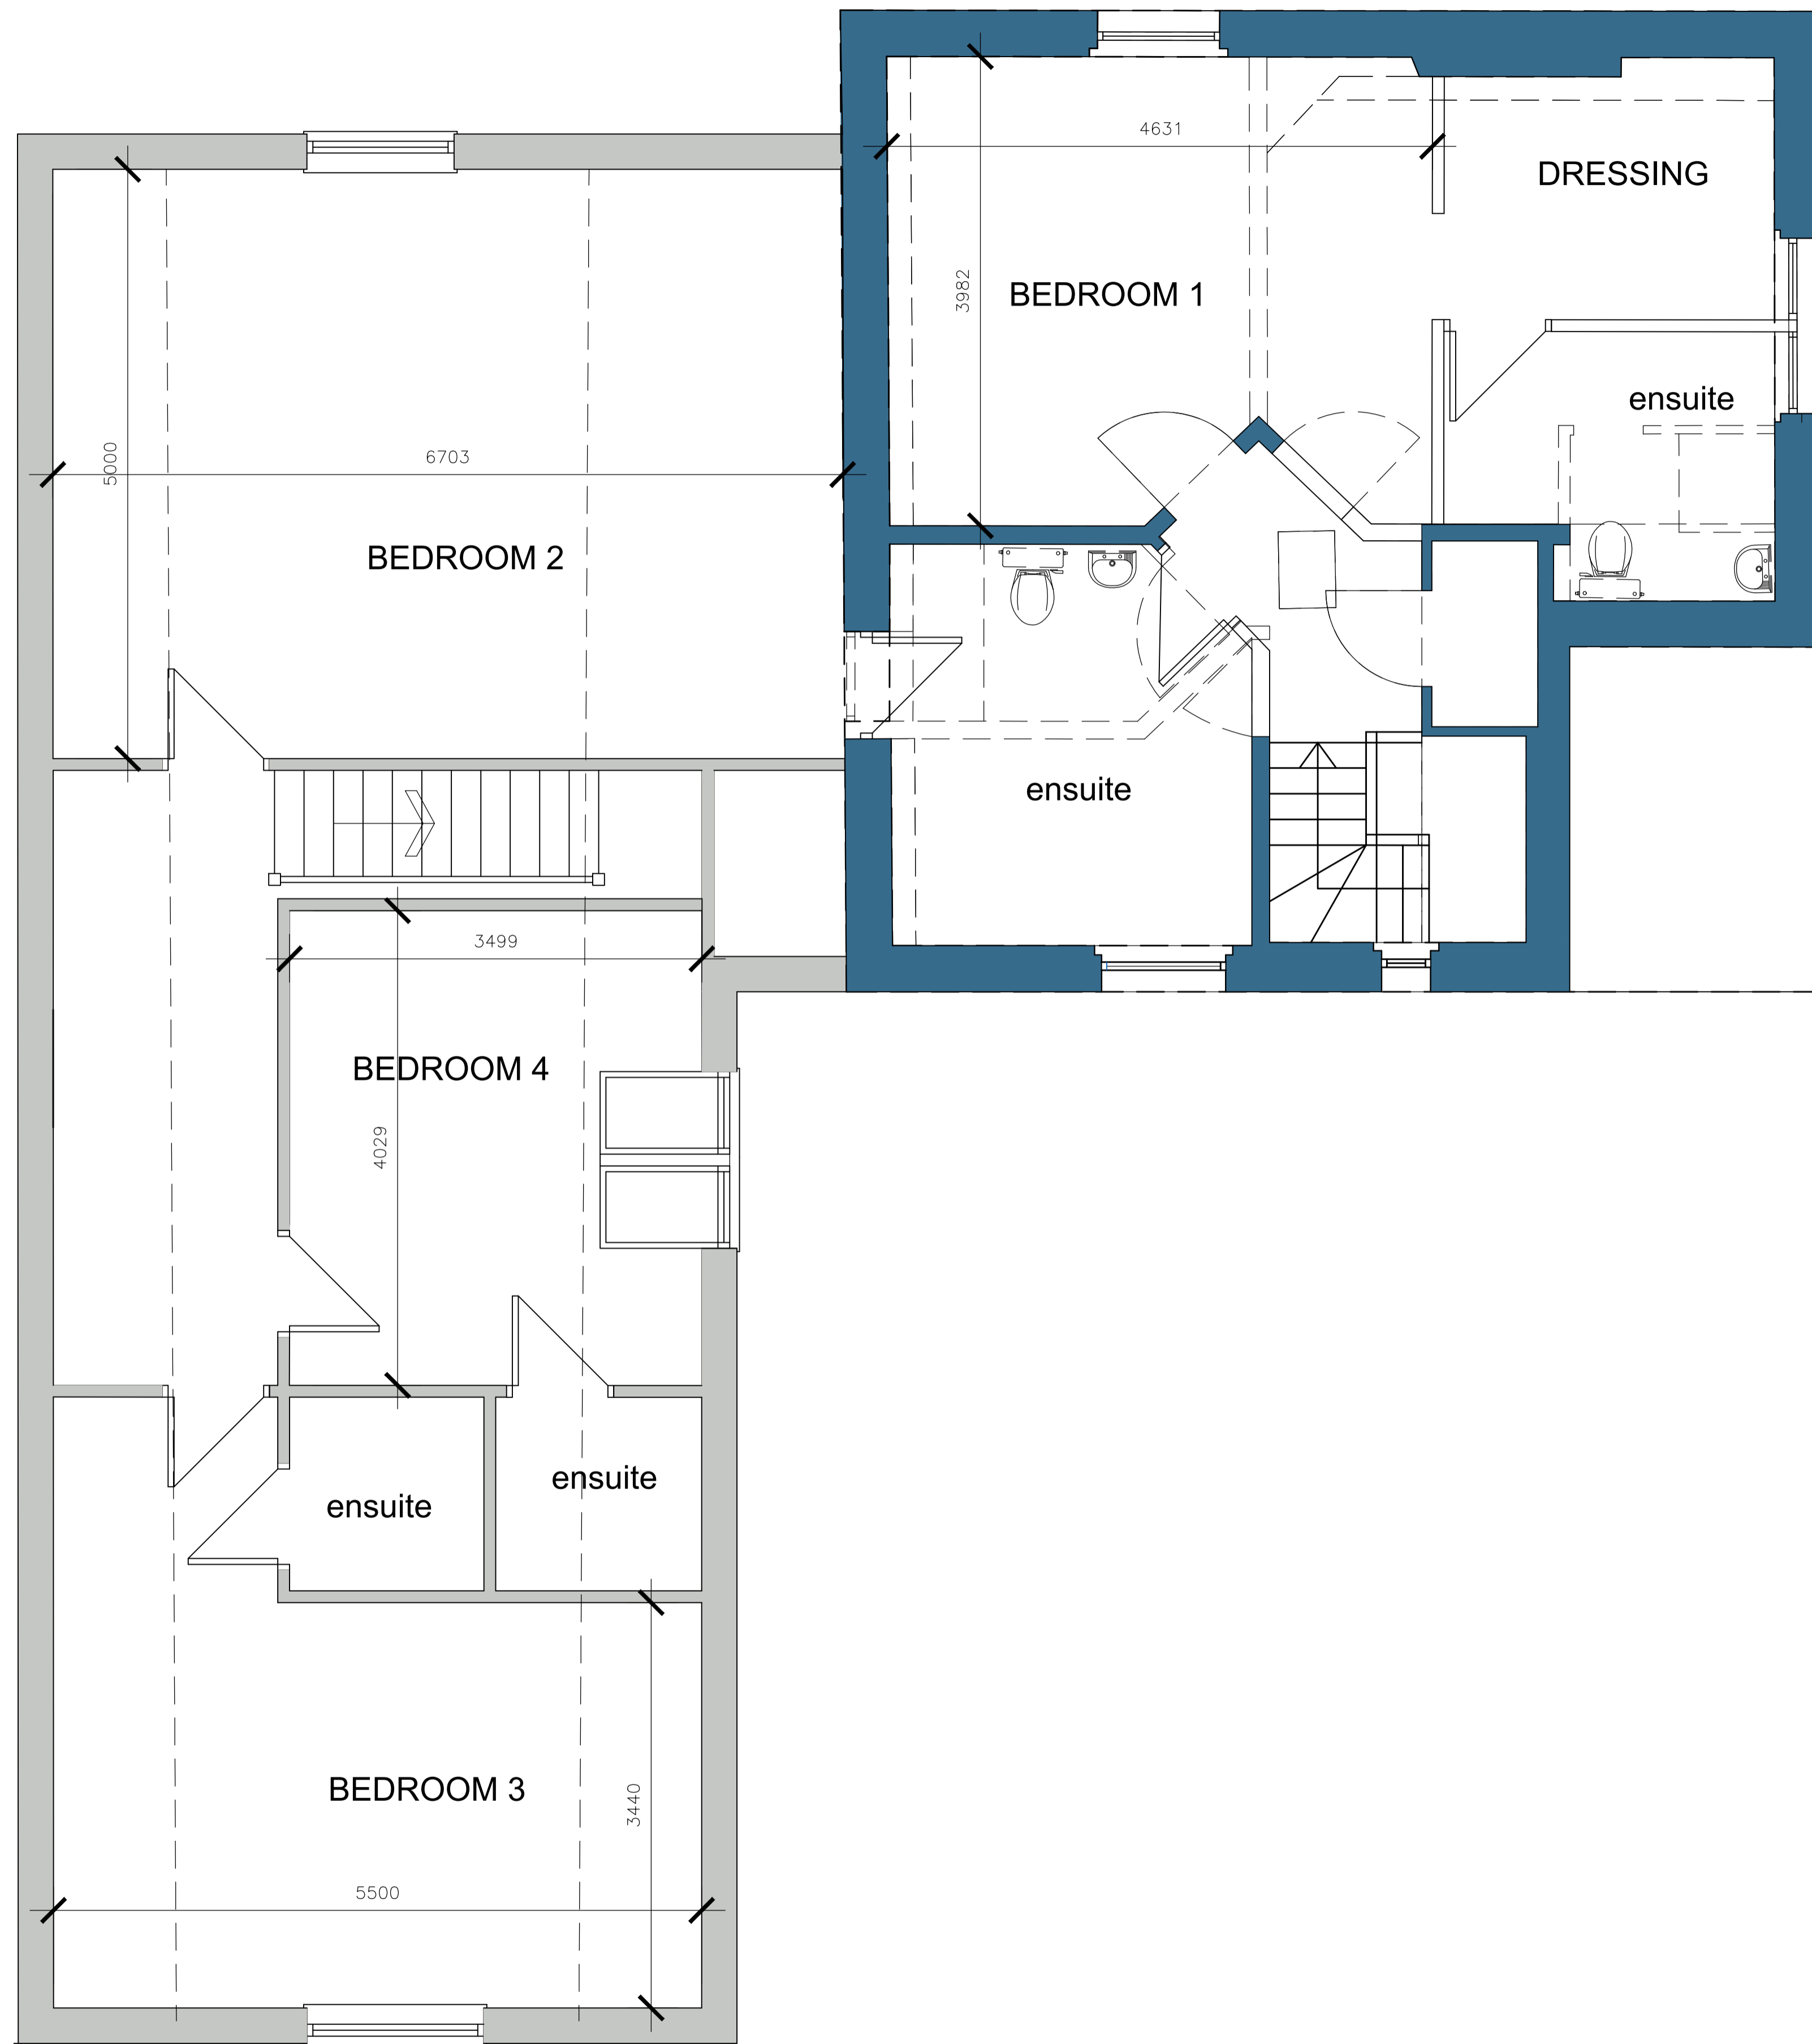 4631
DRESSING
3982
BEDROOM 1
ensuite
5000
6703
BEDROOM 2
ensuite
3499
BEDROOM 4
4029
ensuite
ensuite
BEDROOM 3
3440
5500